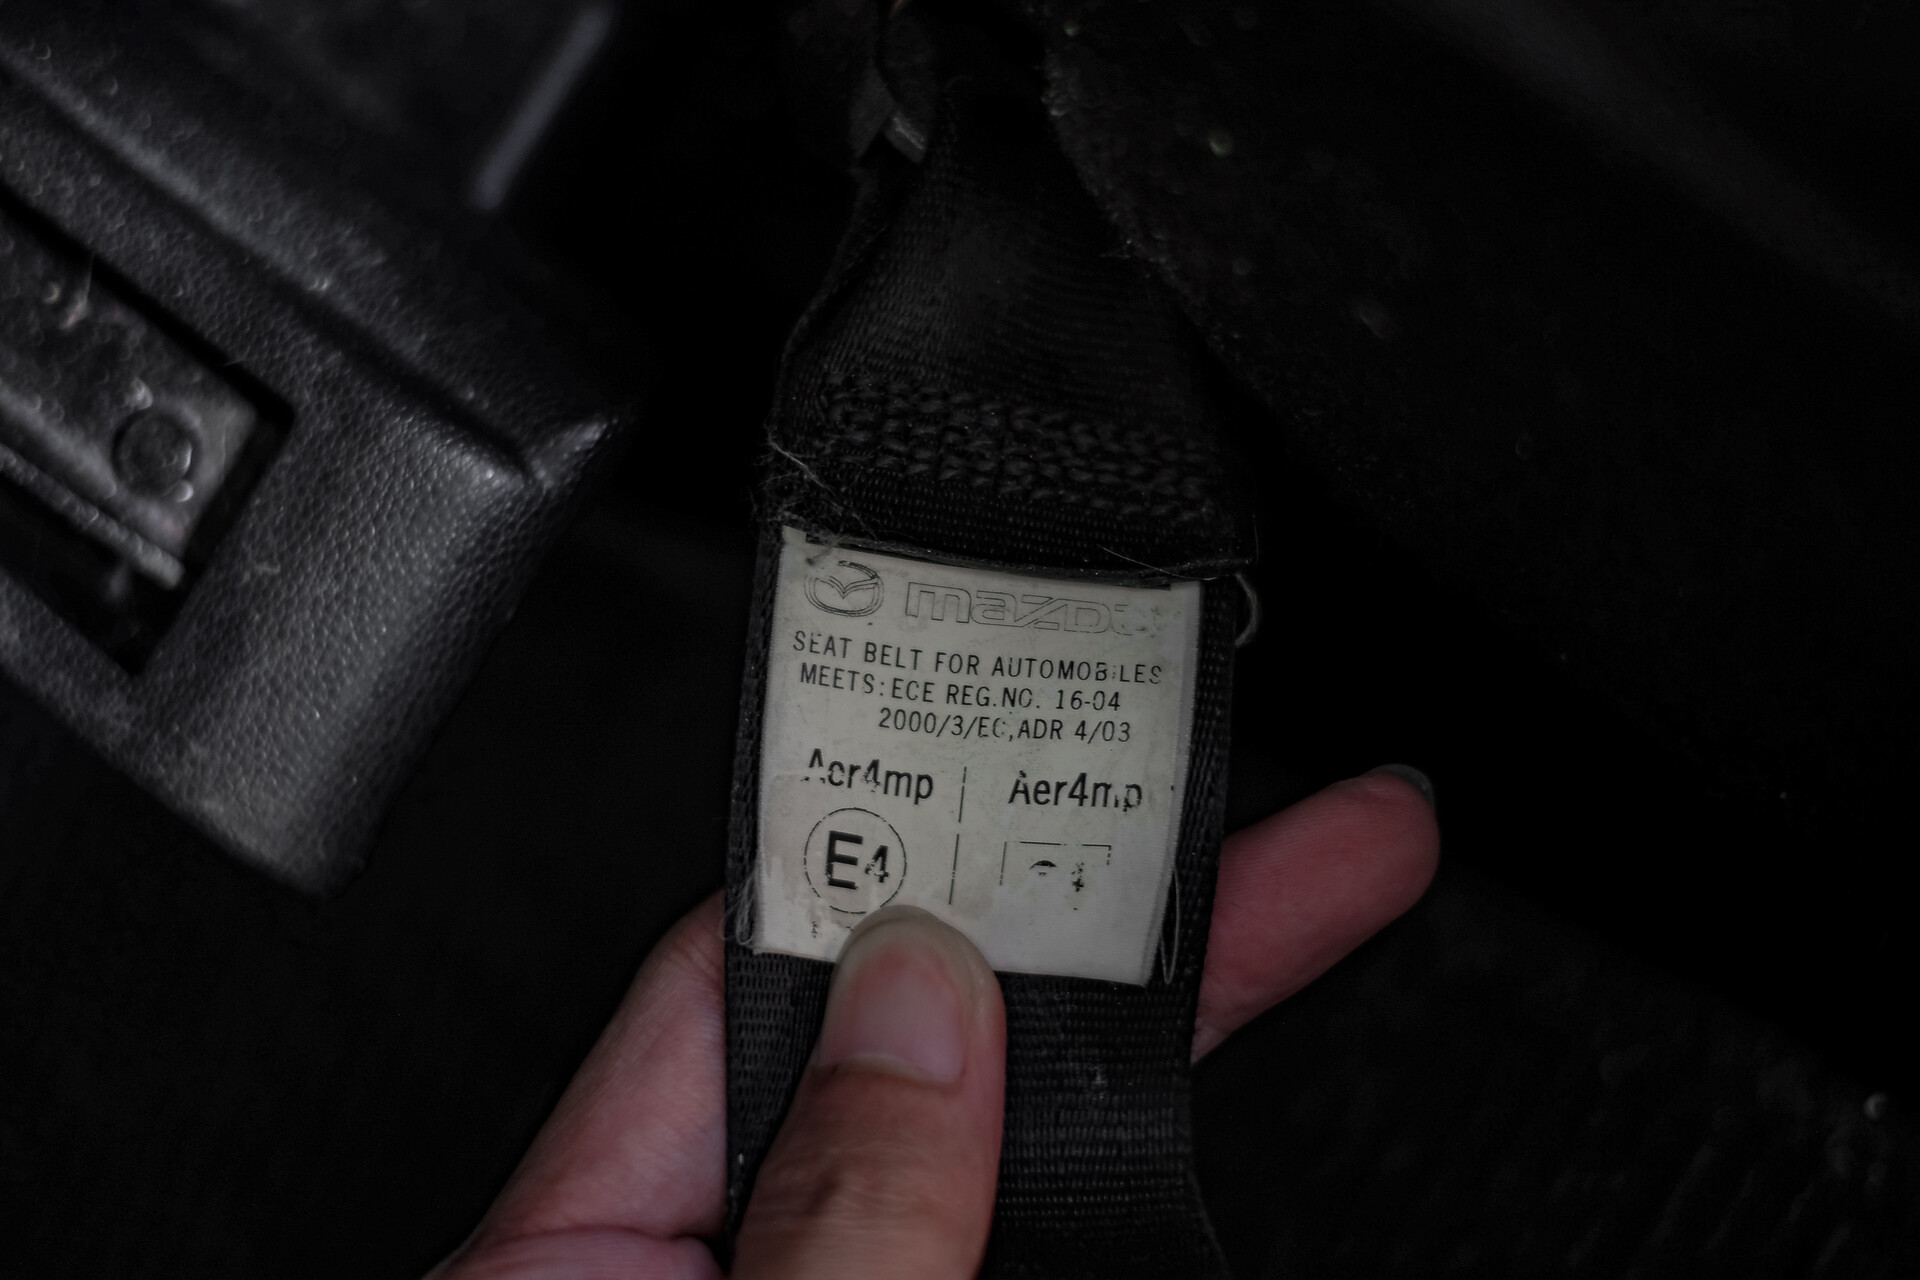 mazda
SEAT BELT FOR AUTOMOBILES
MEETS: ECE REG.NO. 16-04
2000/3/EC, ADR 4/03
Aer4mp Aer4mp
E4